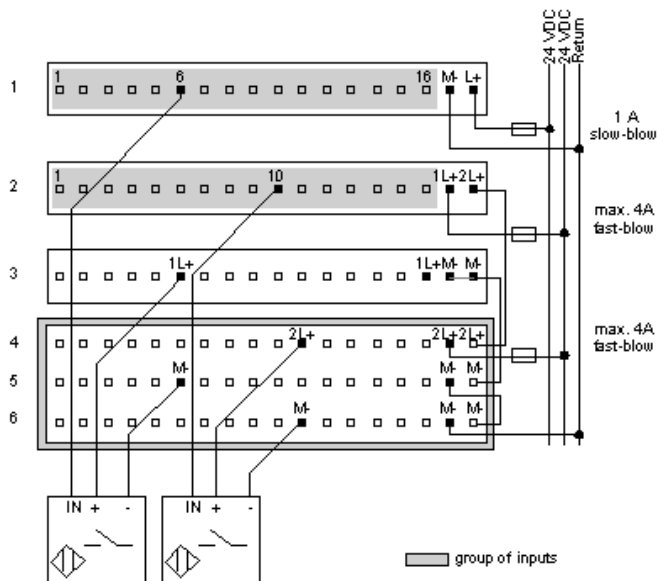 24 VDC
24 VDC
Return
1 1 6 16 M- L+
1 A
slow-blow
2 1 10 1L+ 2L+
max. 4A
fast-blow
3 1L+ 1L+ M- M-
4 2L+ 2L+ 2L+
max. 4A
fast-blow
5 M- M- M-
6 M- M- M-
IN + - IN + -
group of inputs